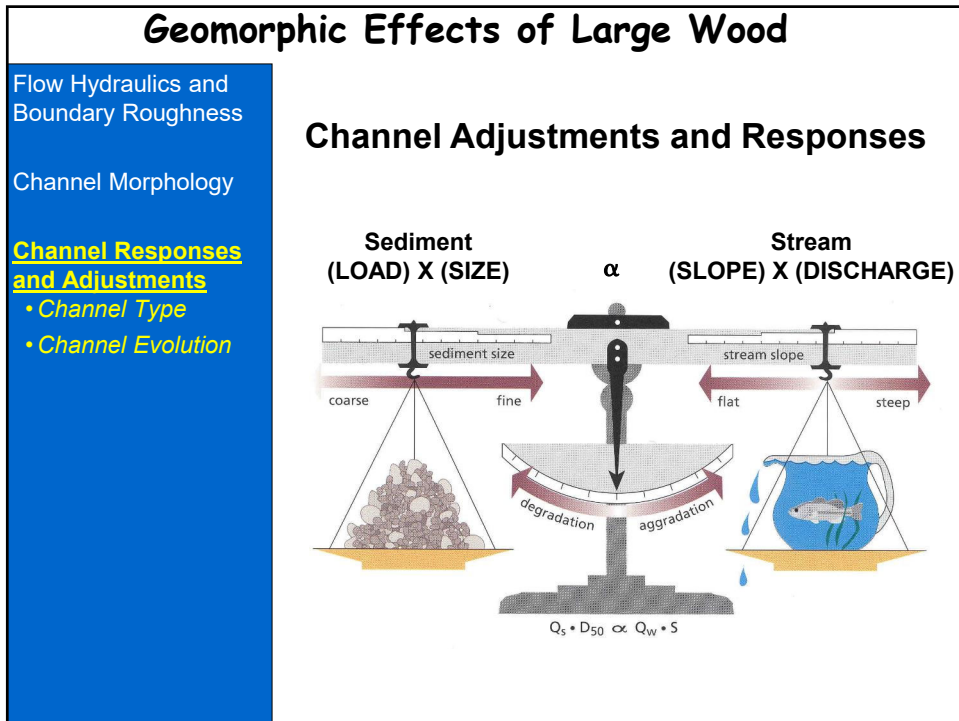 Geomorphic Effects of Large Wood
Flow Hydraulics and
Boundary Roughness
Channel Morphology
Channel Responses
and Adjustments
• Channel Type
• Channel Evolution
Channel Adjustments and Responses
Sediment
(LOAD) X (SIZE)
α
Stream
(SLOPE) X (DISCHARGE)
sediment size
stream slope
coarse
fine
flat
steep
degradation
aggradation
Qs • D50 ∝ Qw • S